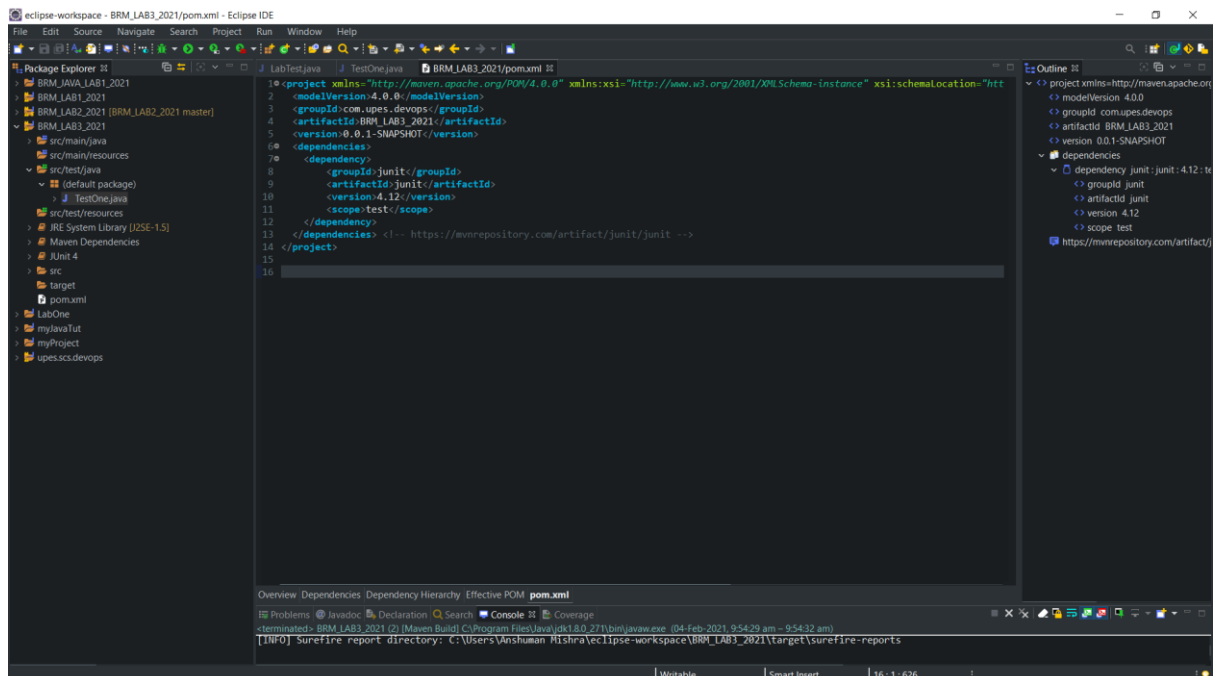 eclipse-workspace - BRM_LAB3_2021/pom.xml - Eclipse IDE
File Edit Source Navigate Search Project Run Window Help
Package Explorer
BRM_JAVA_LAB1_2021
BRM_LAB1_2021
BRM_LAB2_2021 [BRM_LAB2_2021 master]
BRM_LAB3_2021
src/main/java
src/main/resources
src/test/java
(default package)
TestOne.java
src/test/resources
JRE System Library [J2SE-1.5]
Maven Dependencies
JUnit 4
src
target
pom.xml
LabOne
myJavaTut
myProject
upes.scs.devops
LabTest.java TestOne.java BRM_LAB3_2021/pom.xml
1 <project xmlns="http://maven.apache.org/POM/4.0.0" xmlns:xsi="http://www.w3.org/2001/XMLSchema-instance" xsi:schemaLocation="htt
2 <modelVersion>4.0.0</modelVersion>
3 <groupId>com.upes.devops</groupId>
4 <artifactId>BRM_LAB3_2021</artifactId>
5 <version>0.0.1-SNAPSHOT</version>
6 <dependencies>
7 <dependency>
8 <groupId>junit</groupId>
9 <artifactId>junit</artifactId>
10 <version>4.12</version>
11 <scope>test</scope>
12 </dependency>
13 </dependencies> <!-- https://mvnrepository.com/artifact/junit/junit -->
14 </project>
15
16
Overview Dependencies Dependency Hierarchy Effective POM pom.xml
Outline
project xmlns=http://maven.apache.org
modelVersion 4.0.0
groupId com.upes.devops
artifactId BRM_LAB3_2021
version 0.0.1-SNAPSHOT
dependencies
dependency junit : junit : 4.12 : te
groupId junit
artifactId junit
version 4.12
scope test
https://mvnrepository.com/artifact/j
Problems Javadoc Declaration Search Console Coverage
<terminated> BRM_LAB3_2021 (2) [Maven Build] C:\Program Files\Java\jdk1.8.0_271\bin\javaw.exe (04-Feb-2021, 9:54:29 am – 9:54:32 am)
[INFO] Surefire report directory: C:\Users\Anshuman Mishra\eclipse-workspace\BRM_LAB3_2021\target\surefire-reports
Writable Smart Insert 16 : 1 : 626